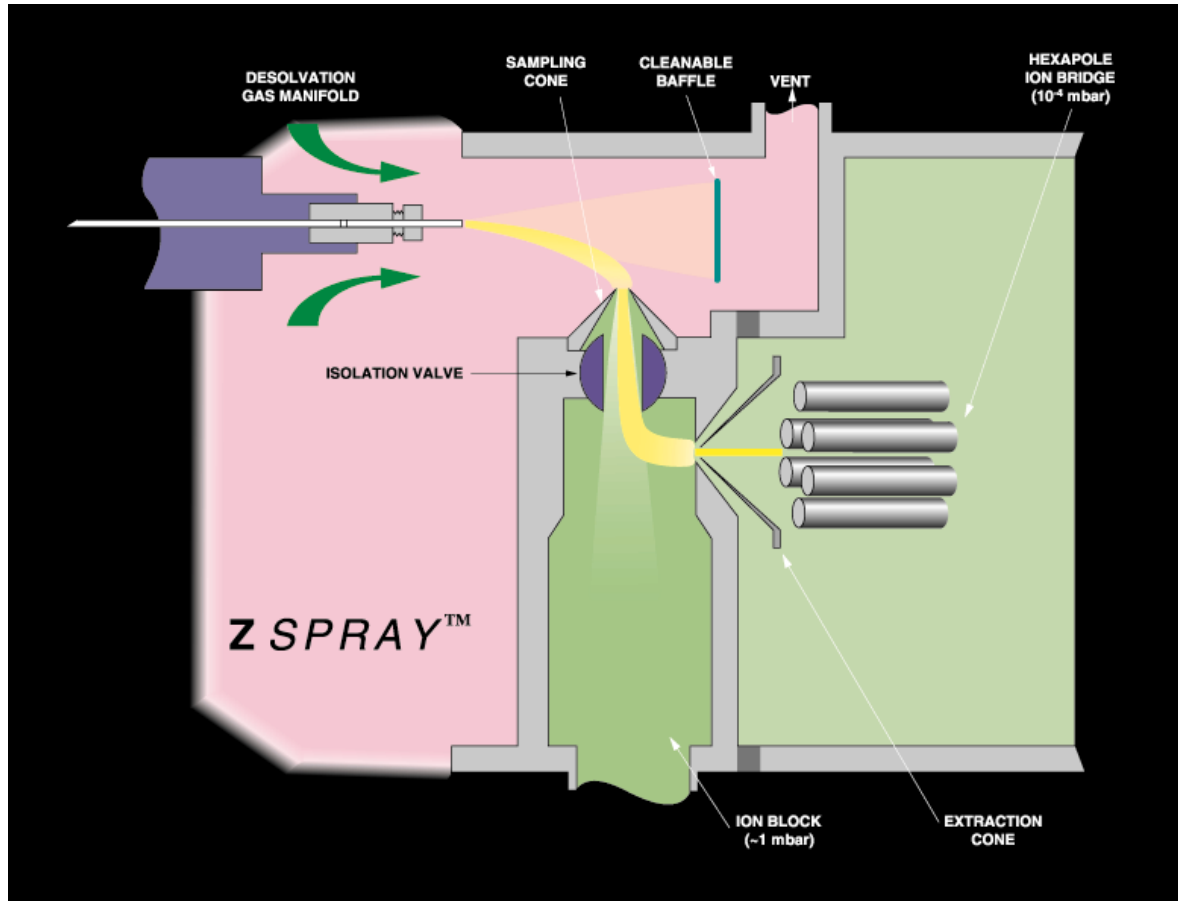 DESOLVATION
GAS MANIFOLD
SAMPLING
CONE
CLEANABLE
BAFFLE
VENT
HEXAPOLE
ION BRIDGE
(10⁻⁴ mbar)
ISOLATION VALVE
Z SPRAY™
ION BLOCK
(~1 mbar)
EXTRACTION
CONE